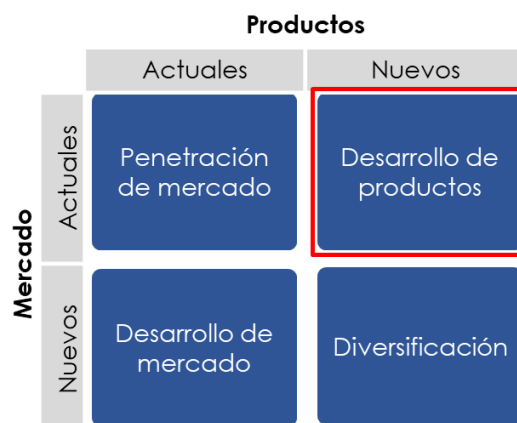 Productos
Actuales
Nuevos
Mercado
Actuales
Penetración
de mercado
Desarrollo de
productos
Nuevos
Desarrollo de
mercado
Diversificación